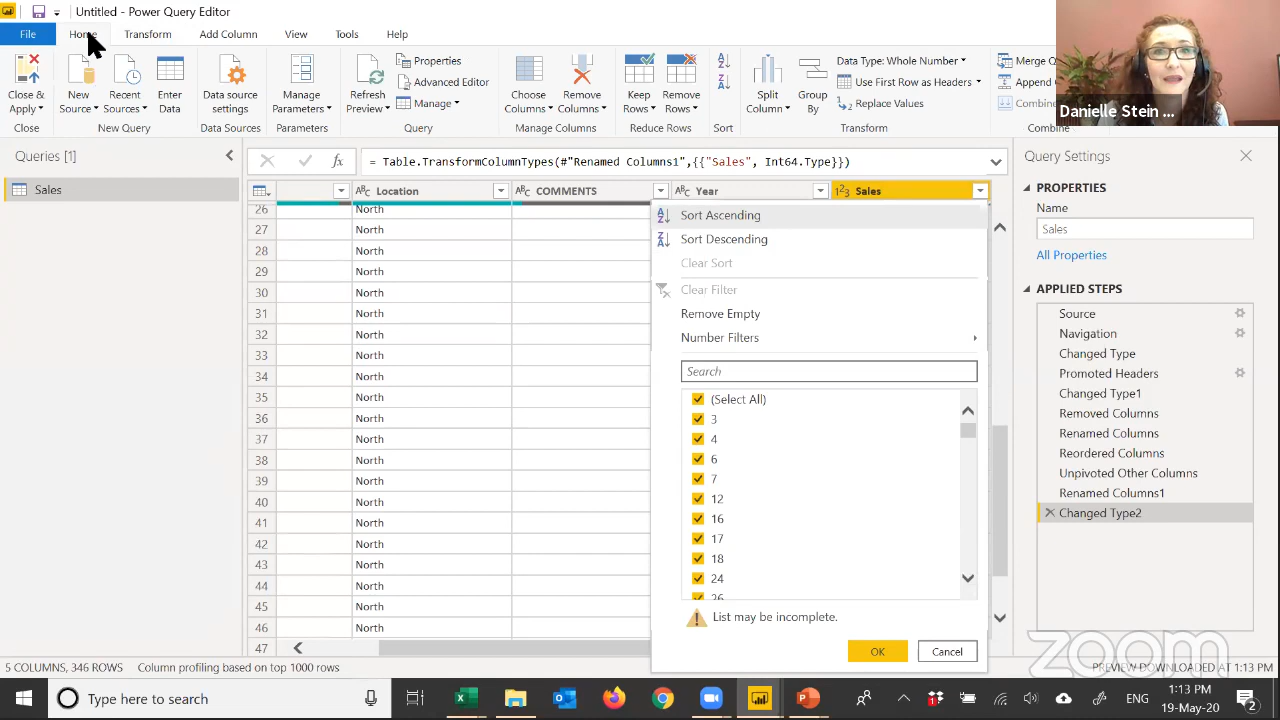 Untitled - Power Query Editor
File Home Transform Add Column View Tools Help
Close & Apply
New Source
Recent Sources
Enter Data
Data source settings
Manage Parameters
Refresh Preview
Properties
Advanced Editor
Manage
Choose Columns
Remove Columns
Keep Rows
Remove Rows
Split Column
Group By
Data Type: Whole Number
Use First Row as Headers
Replace Values
Merge Q
Append
Combine
Close New Query Data Sources Parameters Query Manage Columns Reduce Rows Sort Transform Combine
Danielle Stein ...
Queries [1]
Sales
fx = Table.TransformColumnTypes(#"Renamed Columns1",{{"Sales", Int64.Type}})
ABC Location ABC COMMENTS ABC Year 123 Sales
26 North
27 North
28 North
29 North
30 North
31 North
32 North
33 North
34 North
35 North
36 North
37 North
38 North
39 North
40 North
41 North
42 North
43 North
44 North
45 North
46 North
47
Sort Ascending
Sort Descending
Clear Sort
Clear Filter
Remove Empty
Number Filters
Search
(Select All)
3
4
6
7
12
16
17
18
24
26
List may be incomplete.
OK Cancel
Query Settings
PROPERTIES
Name
Sales
All Properties
APPLIED STEPS
Source
Navigation
Changed Type
Promoted Headers
Changed Type1
Removed Columns
Renamed Columns
Reordered Columns
Unpivoted Other Columns
Renamed Columns1
Changed Type2
zoom
5 COLUMNS, 346 ROWS Column profiling based on top 1000 rows
PREVIEW DOWNLOADED AT 1:13 PM
Type here to search
ENG
1:13 PM
19-May-20
2